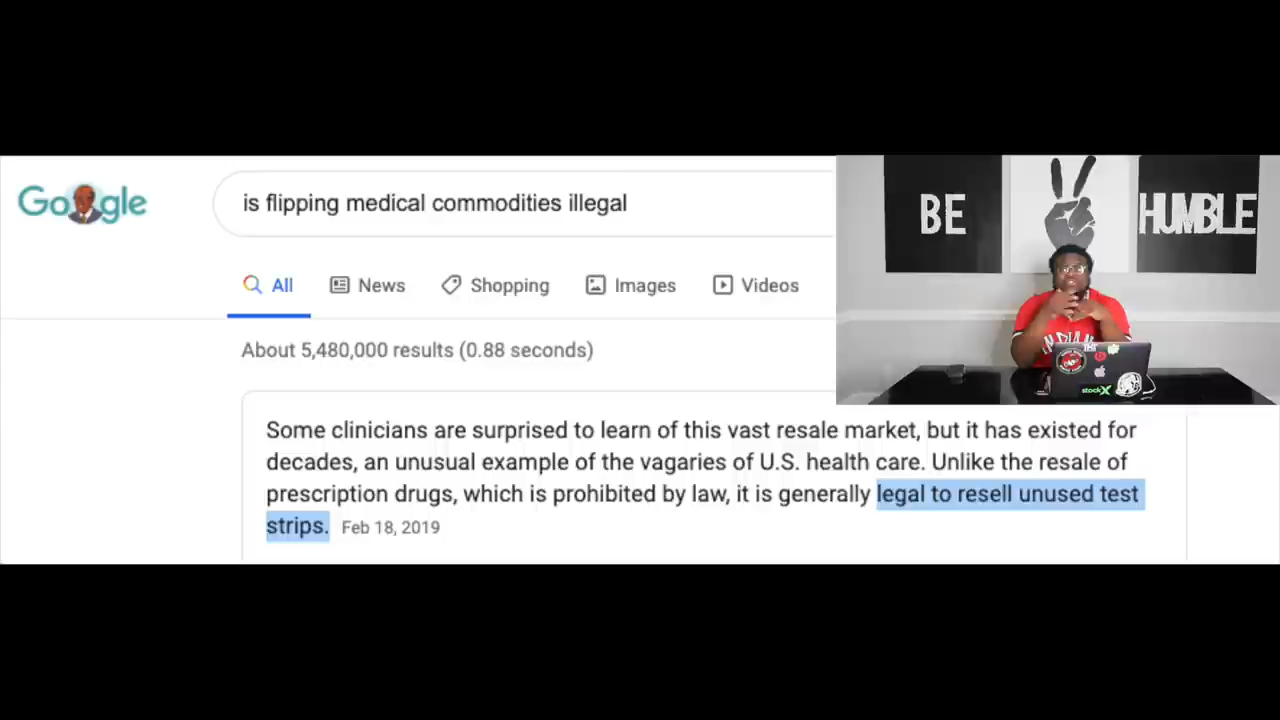 Google
is flipping medical commodities illegal
All
News
Shopping
Images
Videos
About 5,480,000 results (0.88 seconds)
BE HUMBLE
INDIANS
stockX
Some clinicians are surprised to learn of this vast resale market, but it has existed for
decades, an unusual example of the vagaries of U.S. health care. Unlike the resale of
prescription drugs, which is prohibited by law, it is generally legal to resell unused test
strips. Feb 18, 2019